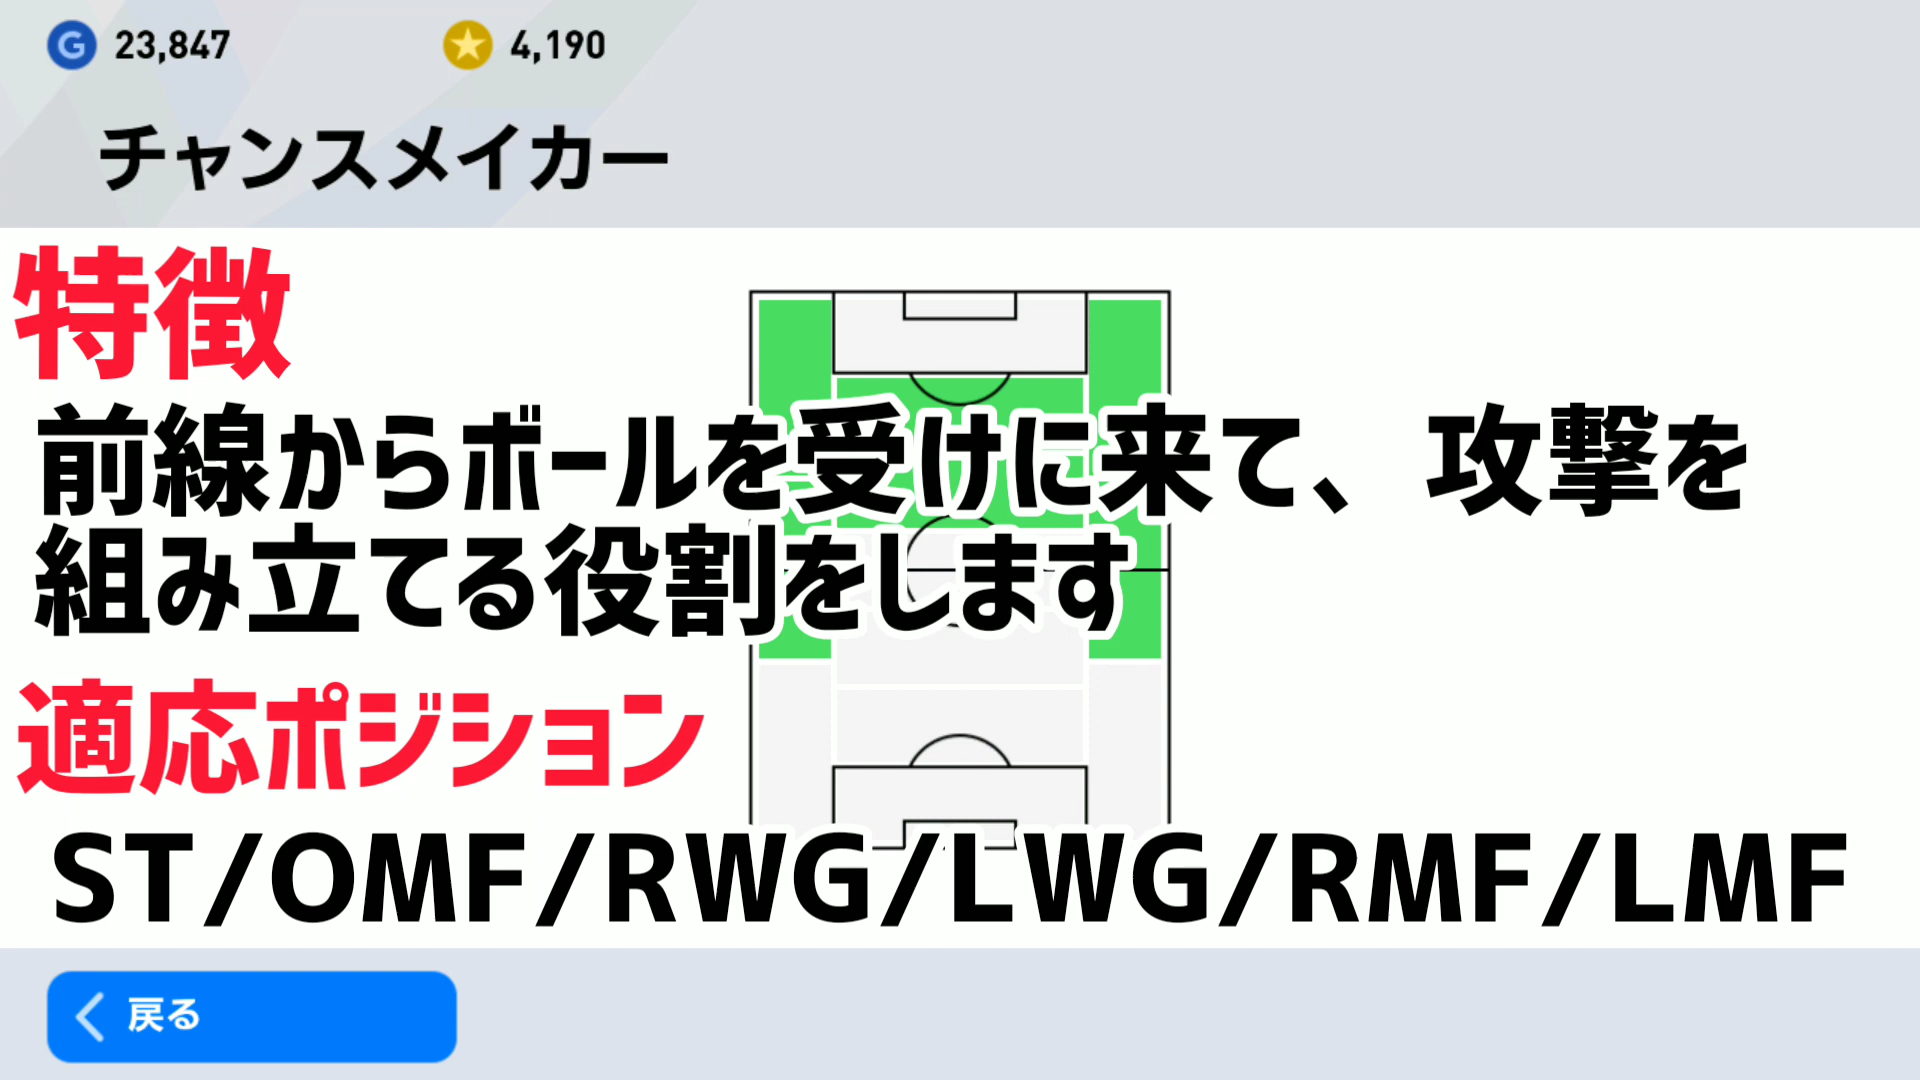 G 23,847 4,190
チャンスメイカー
特徴
前線からボールを受けに来て、攻撃を
組み立てる役割をします
適応ポジション
ST/OMF/RWG/LWG/RMF/LMF
戻る